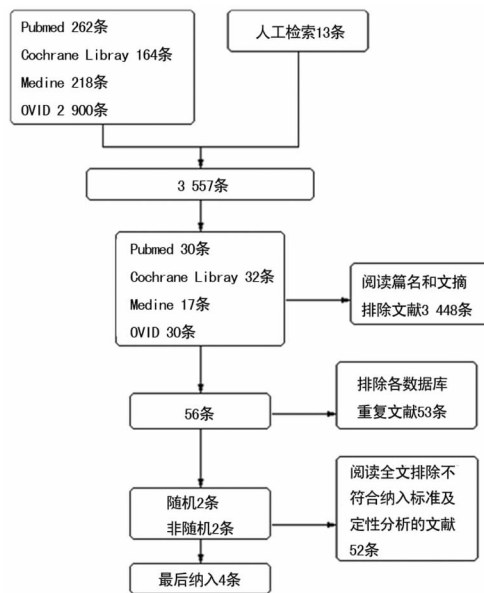 Pubmed 262条
Cochrane Libray 164条
Medine 218条
OVID 2 900条
人工检索13条
3 557条
Pubmed 30条
Cochrane Libray 32条
Medine 17条
OVID 30条
阅读篇名和文摘
排除文献3 448条
56条
排除各数据库
重复文献53条
随机2条
非随机2条
阅读全文排除不
符合纳入标准及
定性分析的文献
52条
最后纳入4条